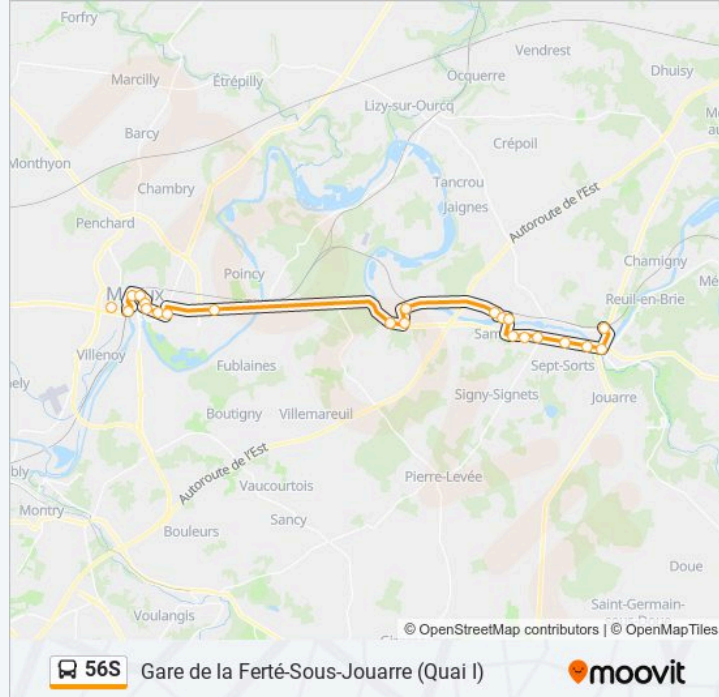 Forfry
Vendrest
Marcilly
Étrépilly
Ocquerre
Dhuisy
Lizy-sur-Ourcq
Barcy
Crépoil
Monthyon
Tancrou
Chambry
Jaignes
Autoroute de l'Est
Penchard
Chamigny
Poincy
Reuil-en-Brie
Villenoy
Sept-Sorts
Fublaines
Signy-Signets
Jouarre
Boutigny
Villemareuil
Autoroute de l'Est
Pierre-Levée
Vaucourtois
Montry
Sancy
Bouleurs
Doue
Saint-Germain-
Voulangis
© OpenStreetMap contributors | © OpenMapTiles
56S
Gare de la Ferté-Sous-Jouarre (Quai I)
moovit